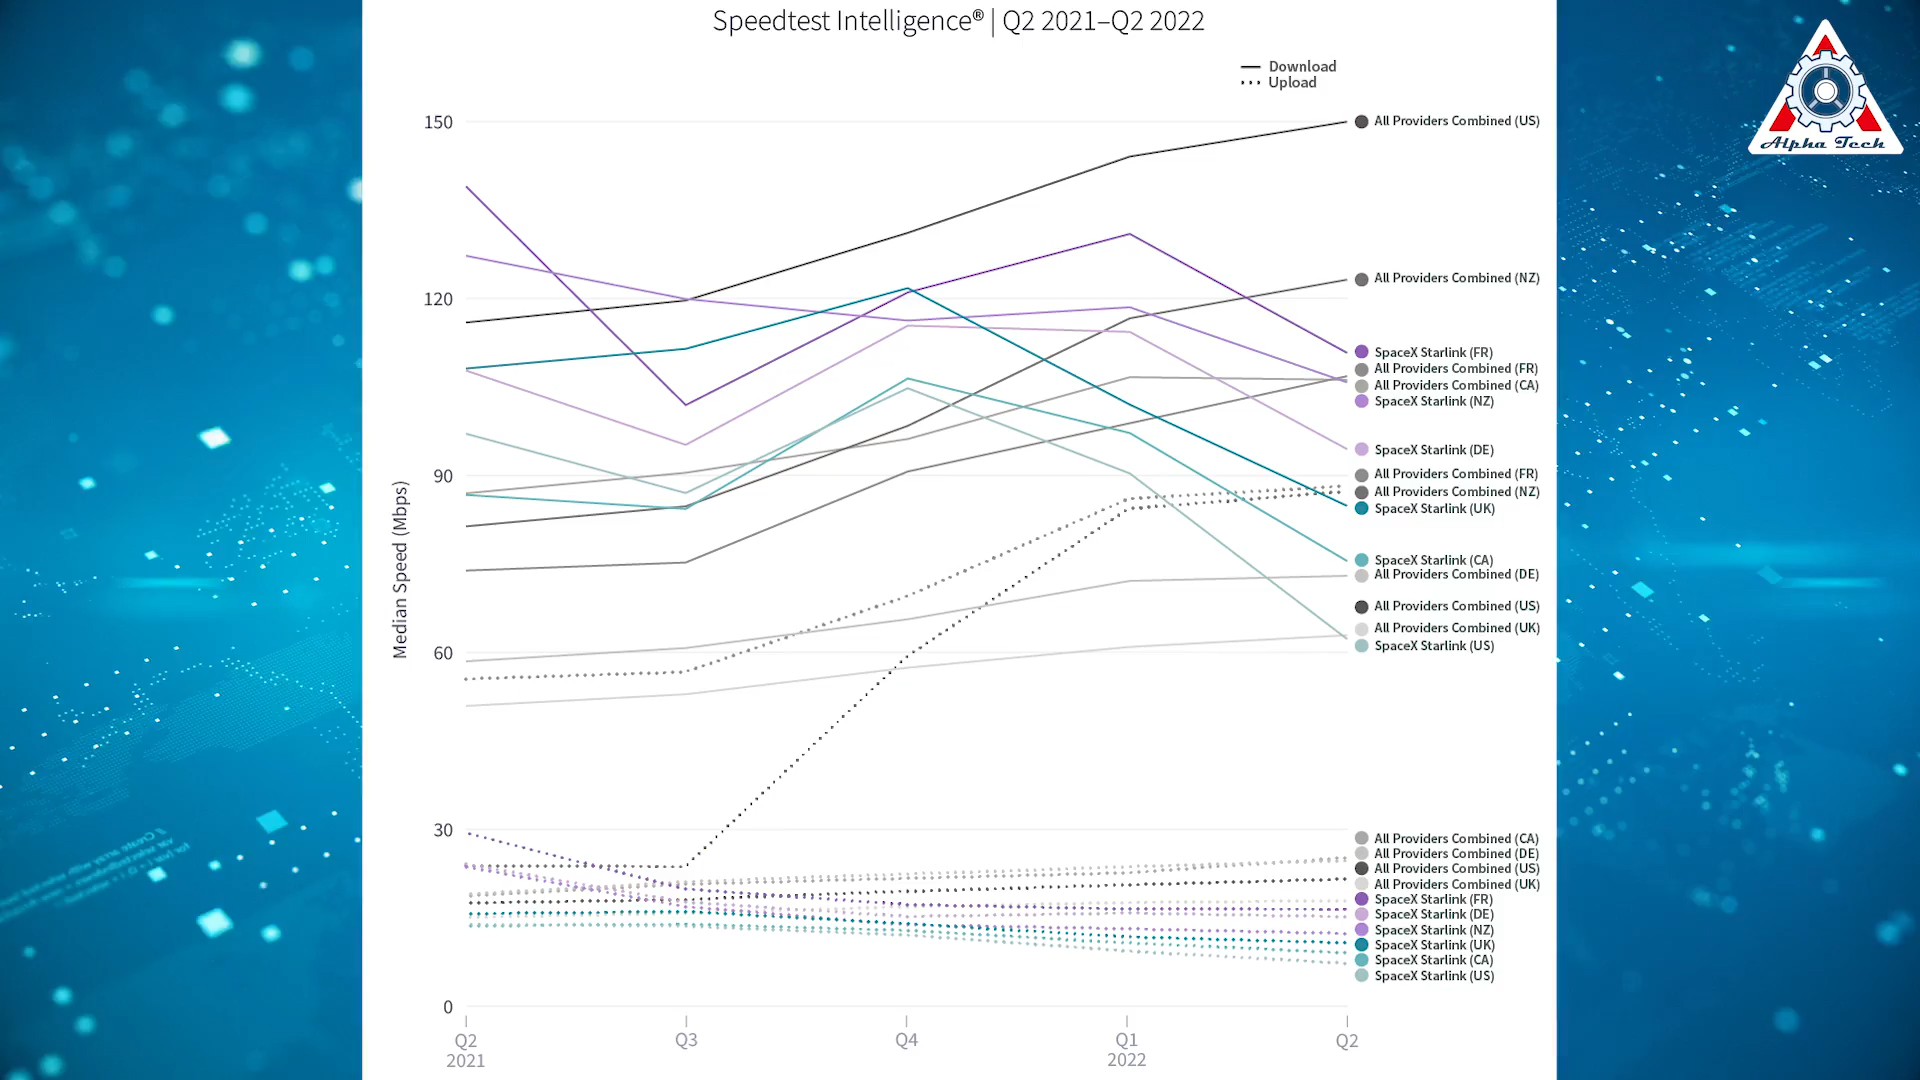 Speedtest Intelligence® | Q2 2021–Q2 2022
Download
Upload
Alpha Tech
Median Speed (Mbps)
150
120
90
60
30
0
All Providers Combined (US)
All Providers Combined (NZ)
SpaceX Starlink (FR)
All Providers Combined (FR)
All Providers Combined (CA)
SpaceX Starlink (NZ)
SpaceX Starlink (DE)
All Providers Combined (FR)
All Providers Combined (NZ)
SpaceX Starlink (UK)
SpaceX Starlink (CA)
All Providers Combined (DE)
All Providers Combined (US)
All Providers Combined (UK)
SpaceX Starlink (US)
All Providers Combined (CA)
All Providers Combined (DE)
All Providers Combined (US)
All Providers Combined (UK)
SpaceX Starlink (FR)
SpaceX Starlink (DE)
SpaceX Starlink (NZ)
SpaceX Starlink (UK)
SpaceX Starlink (CA)
SpaceX Starlink (US)
Q2 Q3 Q4 Q1 Q2
2021 2022